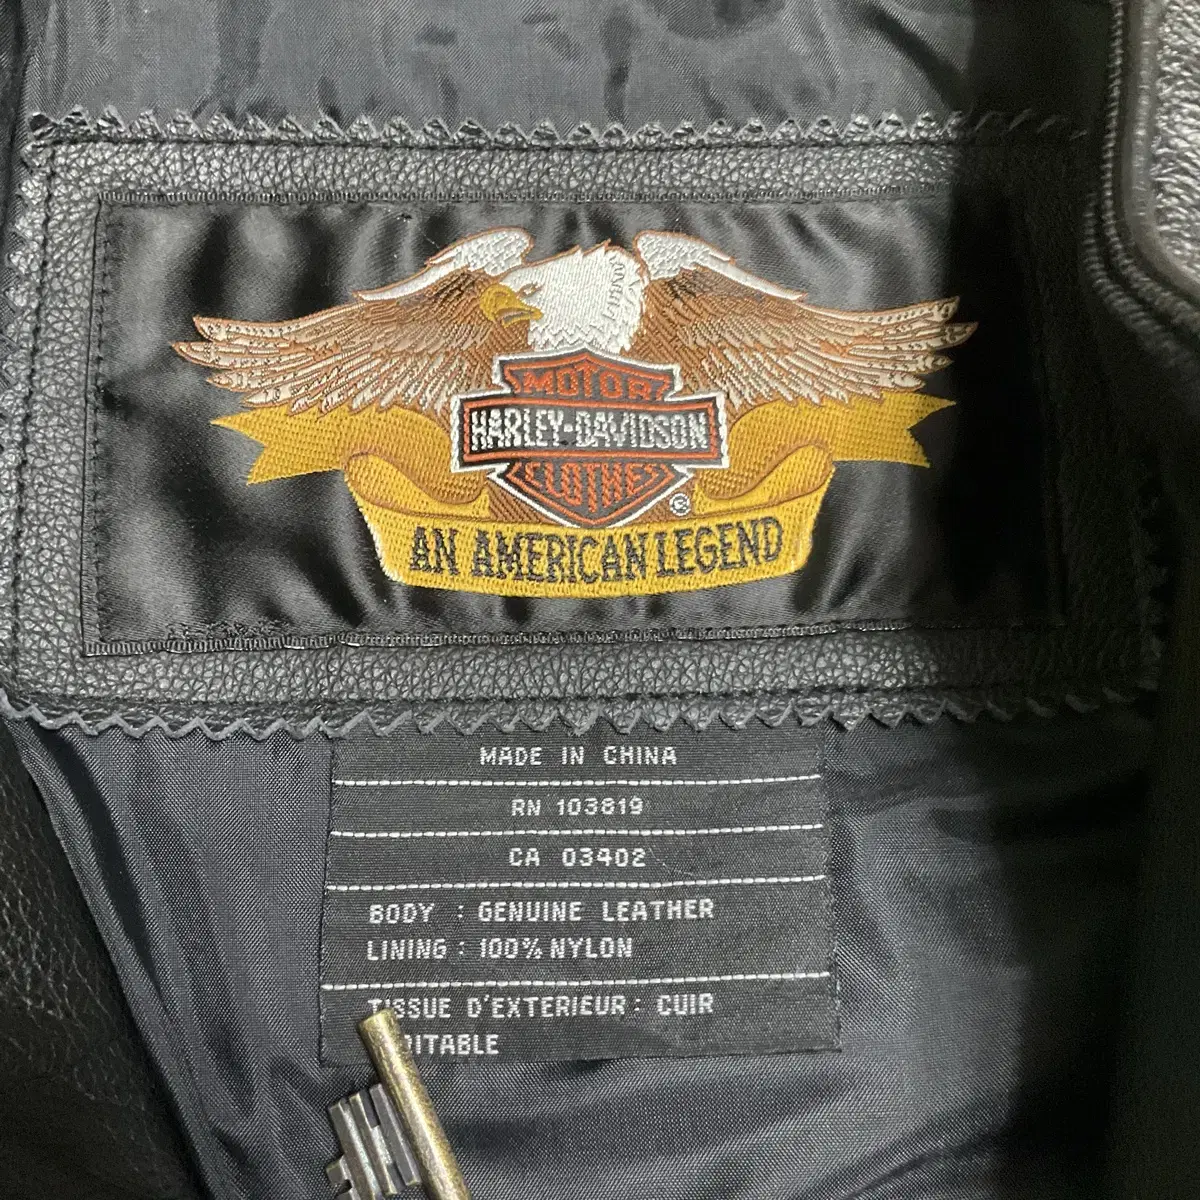 MOTOR
HARLEY-DAVIDSON
CLOTHES
®
AN AMERICAN LEGEND
MADE IN CHINA
RN 103819
CA 03402
BODY : GENUINE LEATHER
LINING : 100% NYLON
TISSUE D'EXTERIEUR : CUIR